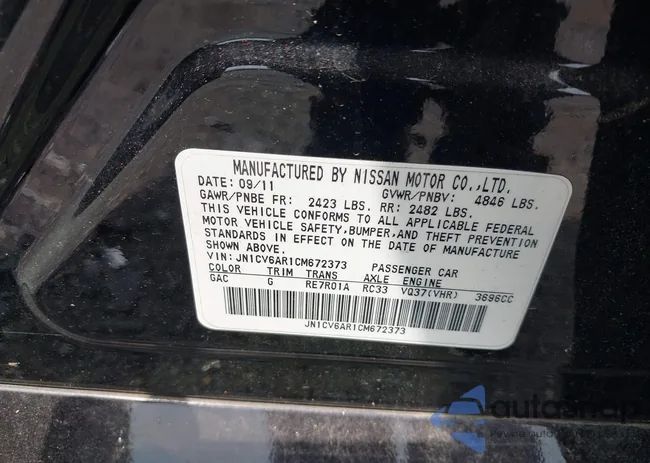 MANUFACTURED BY NISSAN MOTOR CO.,LTD.
DATE: 09/11 GVWR/PNBV: 4846 LBS.
GAWR/PNBE FR: 2423 LBS. RR: 2482 LBS.
THIS VEHICLE CONFORMS TO ALL APPLICABLE FEDERAL
MOTOR VEHICLE SAFETY, BUMPER, AND THEFT PREVENTION
STANDARDS IN EFFECT ON THE DATE OF MANUFACTURE
SHOWN ABOVE.
VIN: JN1CV6AR1CM672373 PASSENGER CAR
COLOR TRIM TRANS AXLE ENGINE
GAC G RE7R01A RC33 VQ37(VHR) 3696CC
JN1CV6AR1CM672373
autoshop